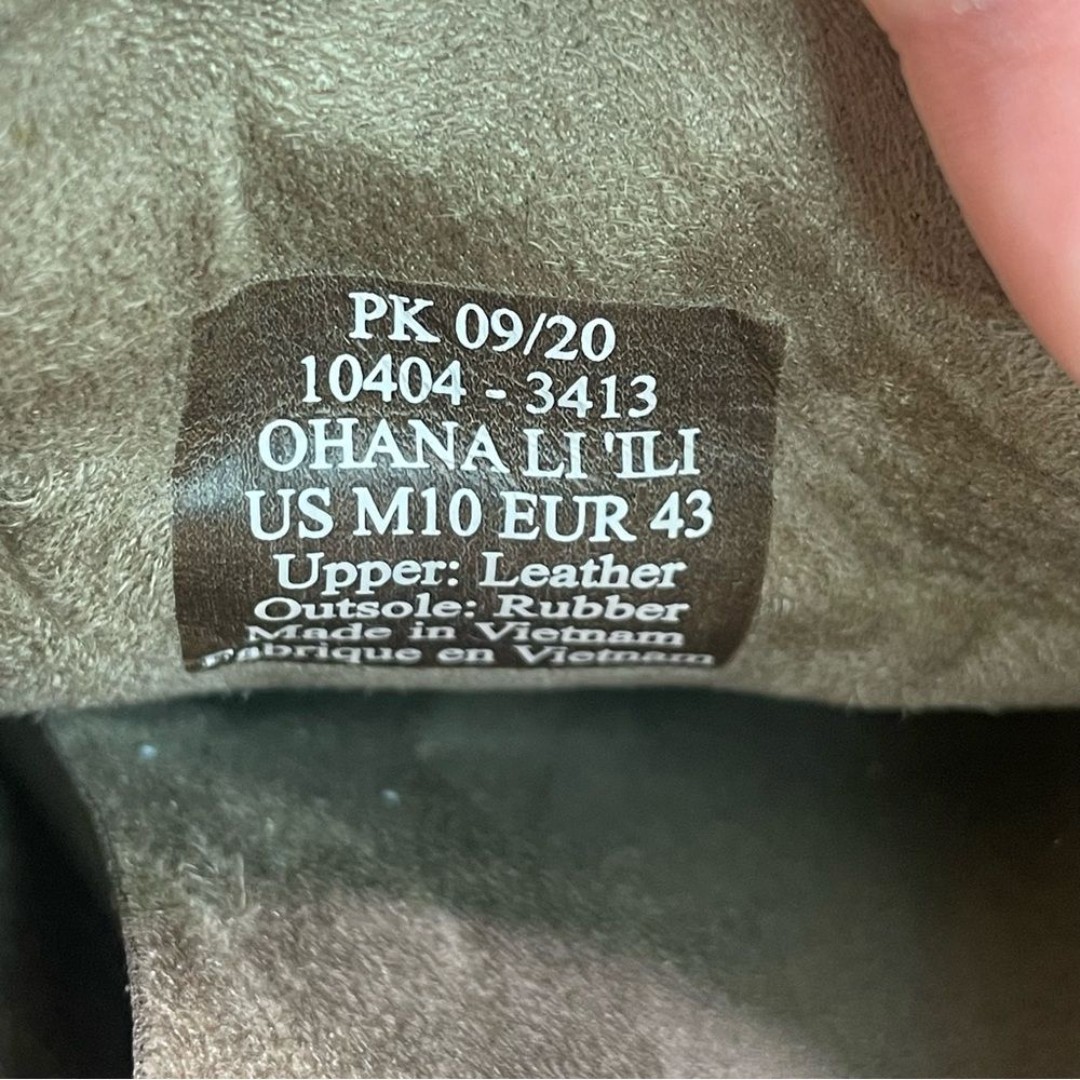 PK 09/20
10404 - 3413
OHANA LI 'ILI
US M10 EUR 43
Upper: Leather
Outsole: Rubber
Made in Vietnam
Fabrique en Vietnam